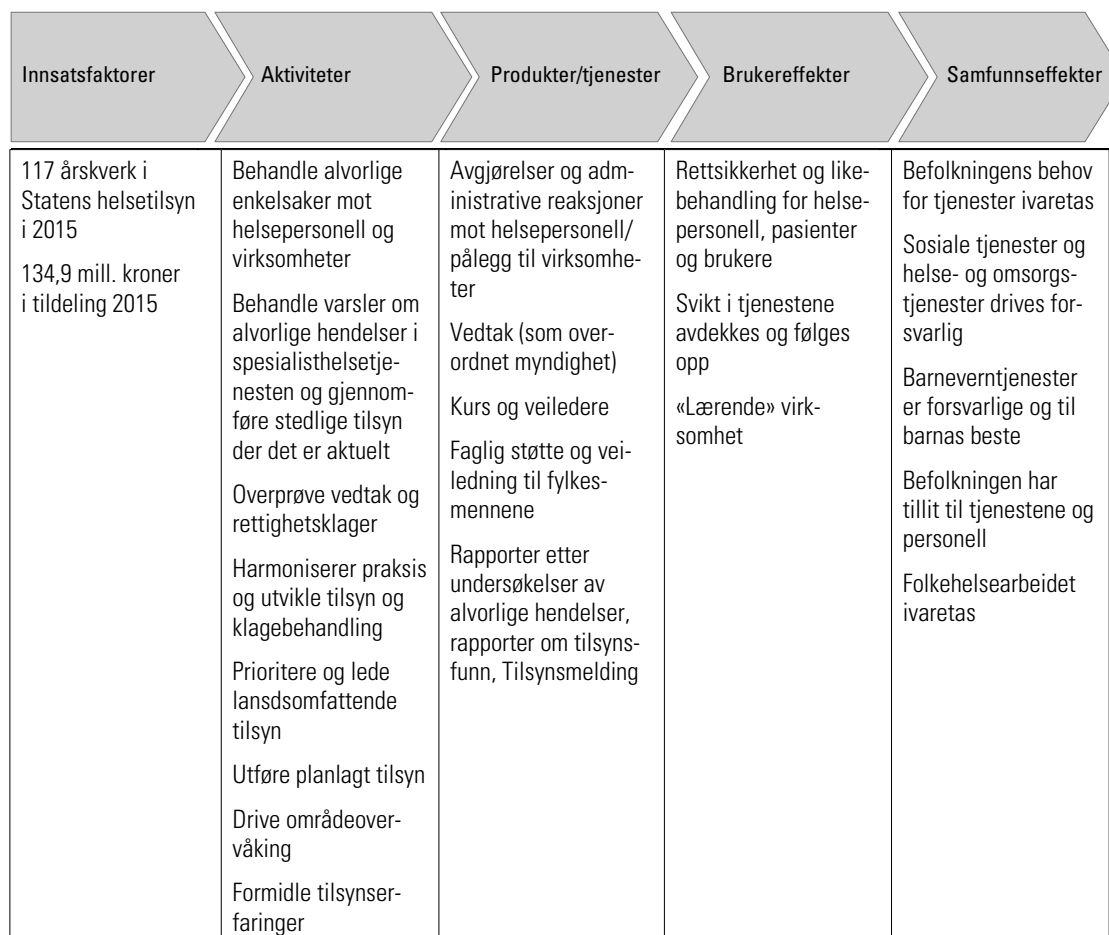 Innsatsfaktorer
Aktiviteter
Produkter/tjenester
Brukereffekter
Samfunnseffekter
117 årskverk i
Statens helsetilsyn
i 2015
134,9 mill. kroner
i tildeling 2015
Behandle alvorlige
enkelsaker mot
helsepersonell og
virksomheter
Behandle varsler om
alvorlige hendelser i
spesialisthelsetje-
nesten og gjennom-
føre stedlige tilsyn
der det er aktuelt
Overprøve vedtak og
rettighetsklager
Harmoniserer praksis
og utvikle tilsyn og
klagebehandling
Prioritere og lede
lansdsomfattende
tilsyn
Utføre planlagt tilsyn
Drive områdeover-
våking
Formidle tilsynser-
faringer
Avgjørelser og adm-
inistrative reaksjoner
mot helsepersonell/
pålegg til virksomhe-
ter
Vedtak (som over-
ordnet myndighet)
Kurs og veiledere
Faglig støtte og vei-
ledning til fylkes-
mennene
Rapporter etter
undersøkelser av
alvorlige hendelser,
rapporter om tilsyns-
funn, Tilsynsmelding
Rettsikkerhet og like-
behandling for helse-
personell, pasienter
og brukere
Svikt i tjenestene
avdekkes og følges
opp
«Lærende» virk-
somhet
Befolkningens behov
for tjenester ivaretas
Sosiale tjenester og
helse- og omsorgs-
tjenester drives for-
svarlig
Barneverntjenester
er forsvarlige og til
barnas beste
Befolkningen har
tillit til tjenestene og
personell
Folkehelsearbeidet
ivaretas